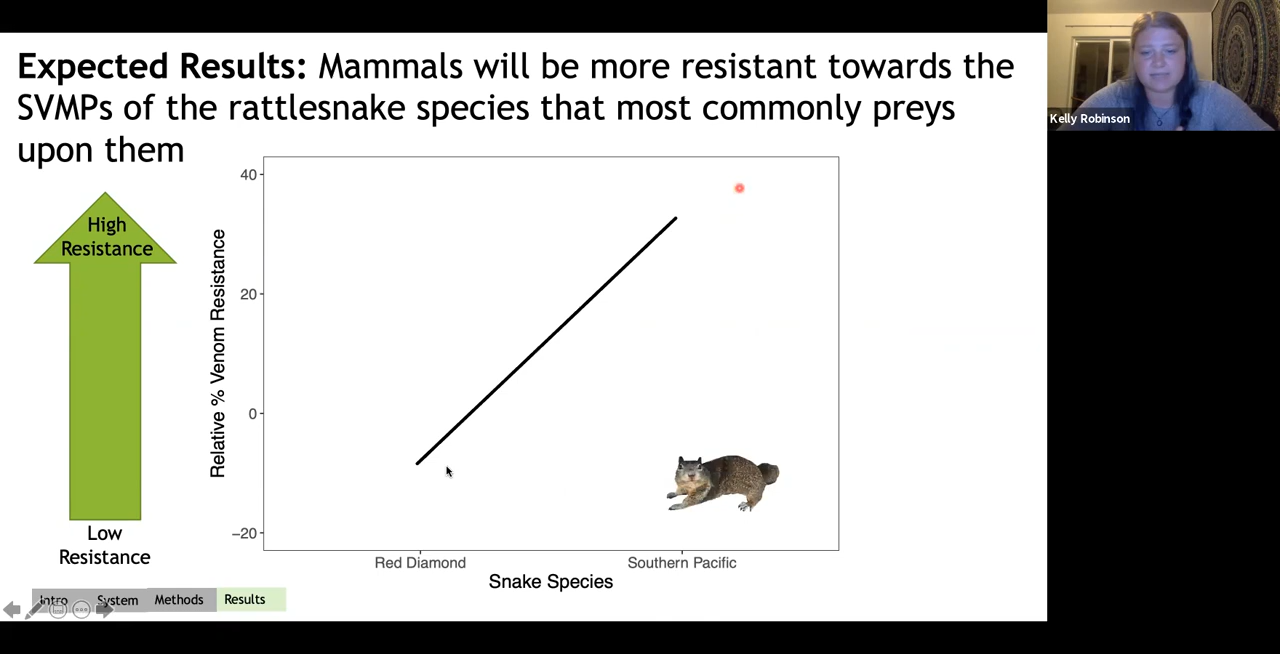 Expected Results: Mammals will be more resistant towards the
SVMPs of the rattlesnake species that most commonly preys
upon them
Kelly Robinson
High
Resistance
Low
Resistance
Relative % Venom Resistance
40
20
0
−20
Red Diamond
Southern Pacific
Snake Species
Intro
System
Methods
Results